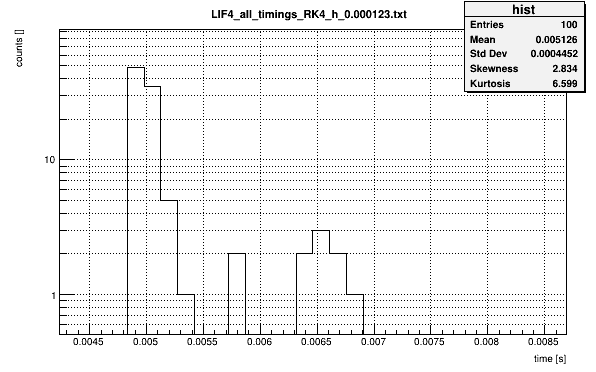 LIF4_all_timings_RK4_h_0.000123.txt
hist
Entries 100
Mean 0.005126
Std Dev 0.0004452
Skewness 2.834
Kurtosis 6.599
counts []
10
1
0.0045 0.005 0.0055 0.006 0.0065 0.007 0.0075 0.008 0.0085
time [s]